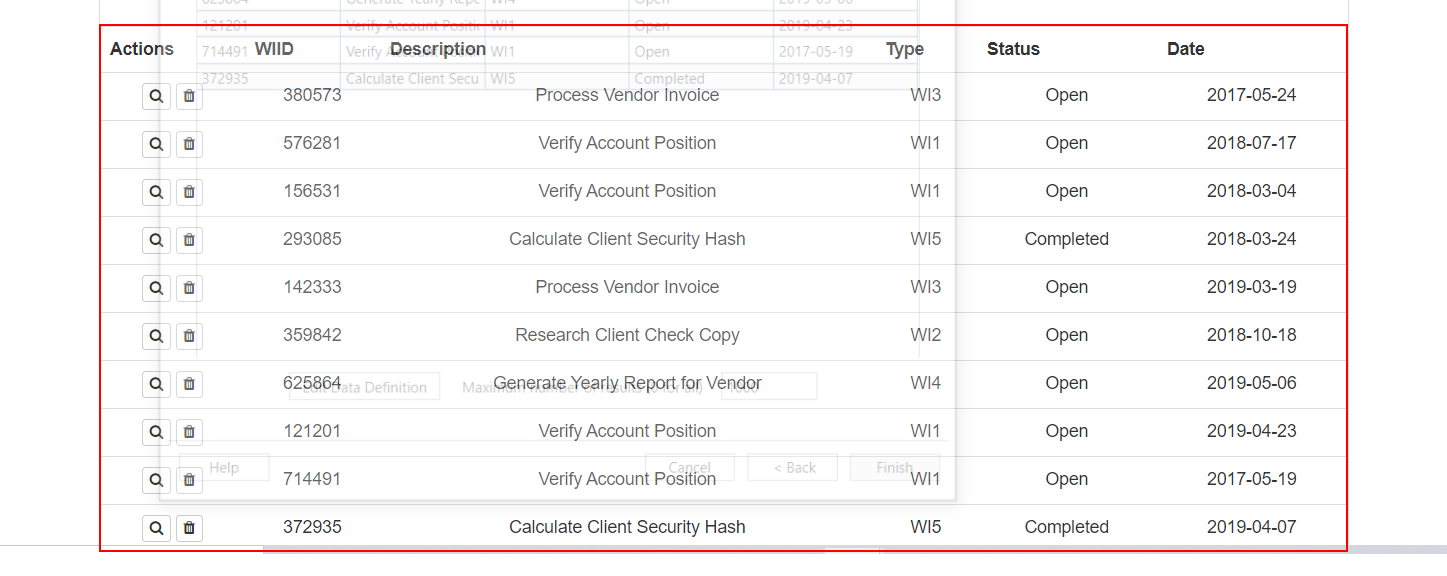 625864 Generate Yearly Repo WI4 Open 2019-05-06
121201 Verify Account Positio WI1 Open 2019-04-23
Actions WIID Description Type Status Date
714491 Verify Account Positio WI1 Open 2017-05-19
372935 Calculate Client Secu WI5 Completed 2019-04-07
380573 Process Vendor Invoice WI3 Open 2017-05-24
576281 Verify Account Position WI1 Open 2018-07-17
156531 Verify Account Position WI1 Open 2018-03-04
293085 Calculate Client Security Hash WI5 Completed 2018-03-24
142333 Process Vendor Invoice WI3 Open 2019-03-19
359842 Research Client Check Copy WI2 Open 2018-10-18
625864 Generate Yearly Report for Vendor WI4 Open 2019-05-06
Edit Data Definition Maximum number of results (0 for all) 1000
121201 Verify Account Position WI1 Open 2019-04-23
Help Cancel < Back Finish
714491 Verify Account Position WI1 Open 2017-05-19
372935 Calculate Client Security Hash WI5 Completed 2019-04-07